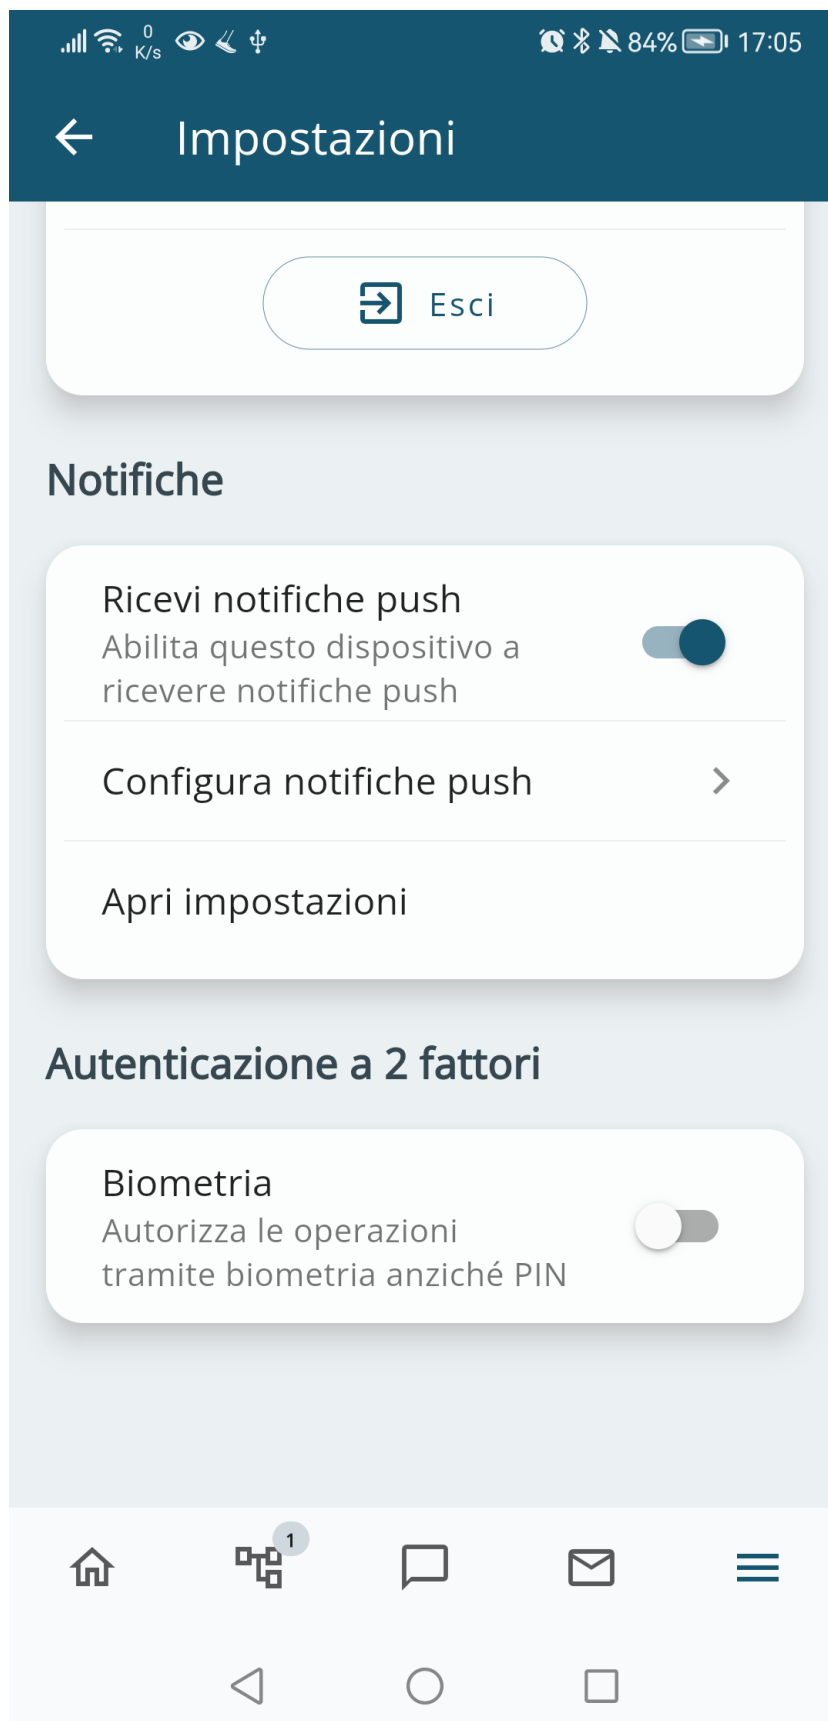 0
K/s
84%
17:05
Impostazioni
Esci
Notifiche
Ricevi notifiche push
Abilita questo dispositivo a
ricevere notifiche push
Configura notifiche push
Apri impostazioni
Autenticazione a 2 fattori
Biometria
Autorizza le operazioni
tramite biometria anziché PIN
1